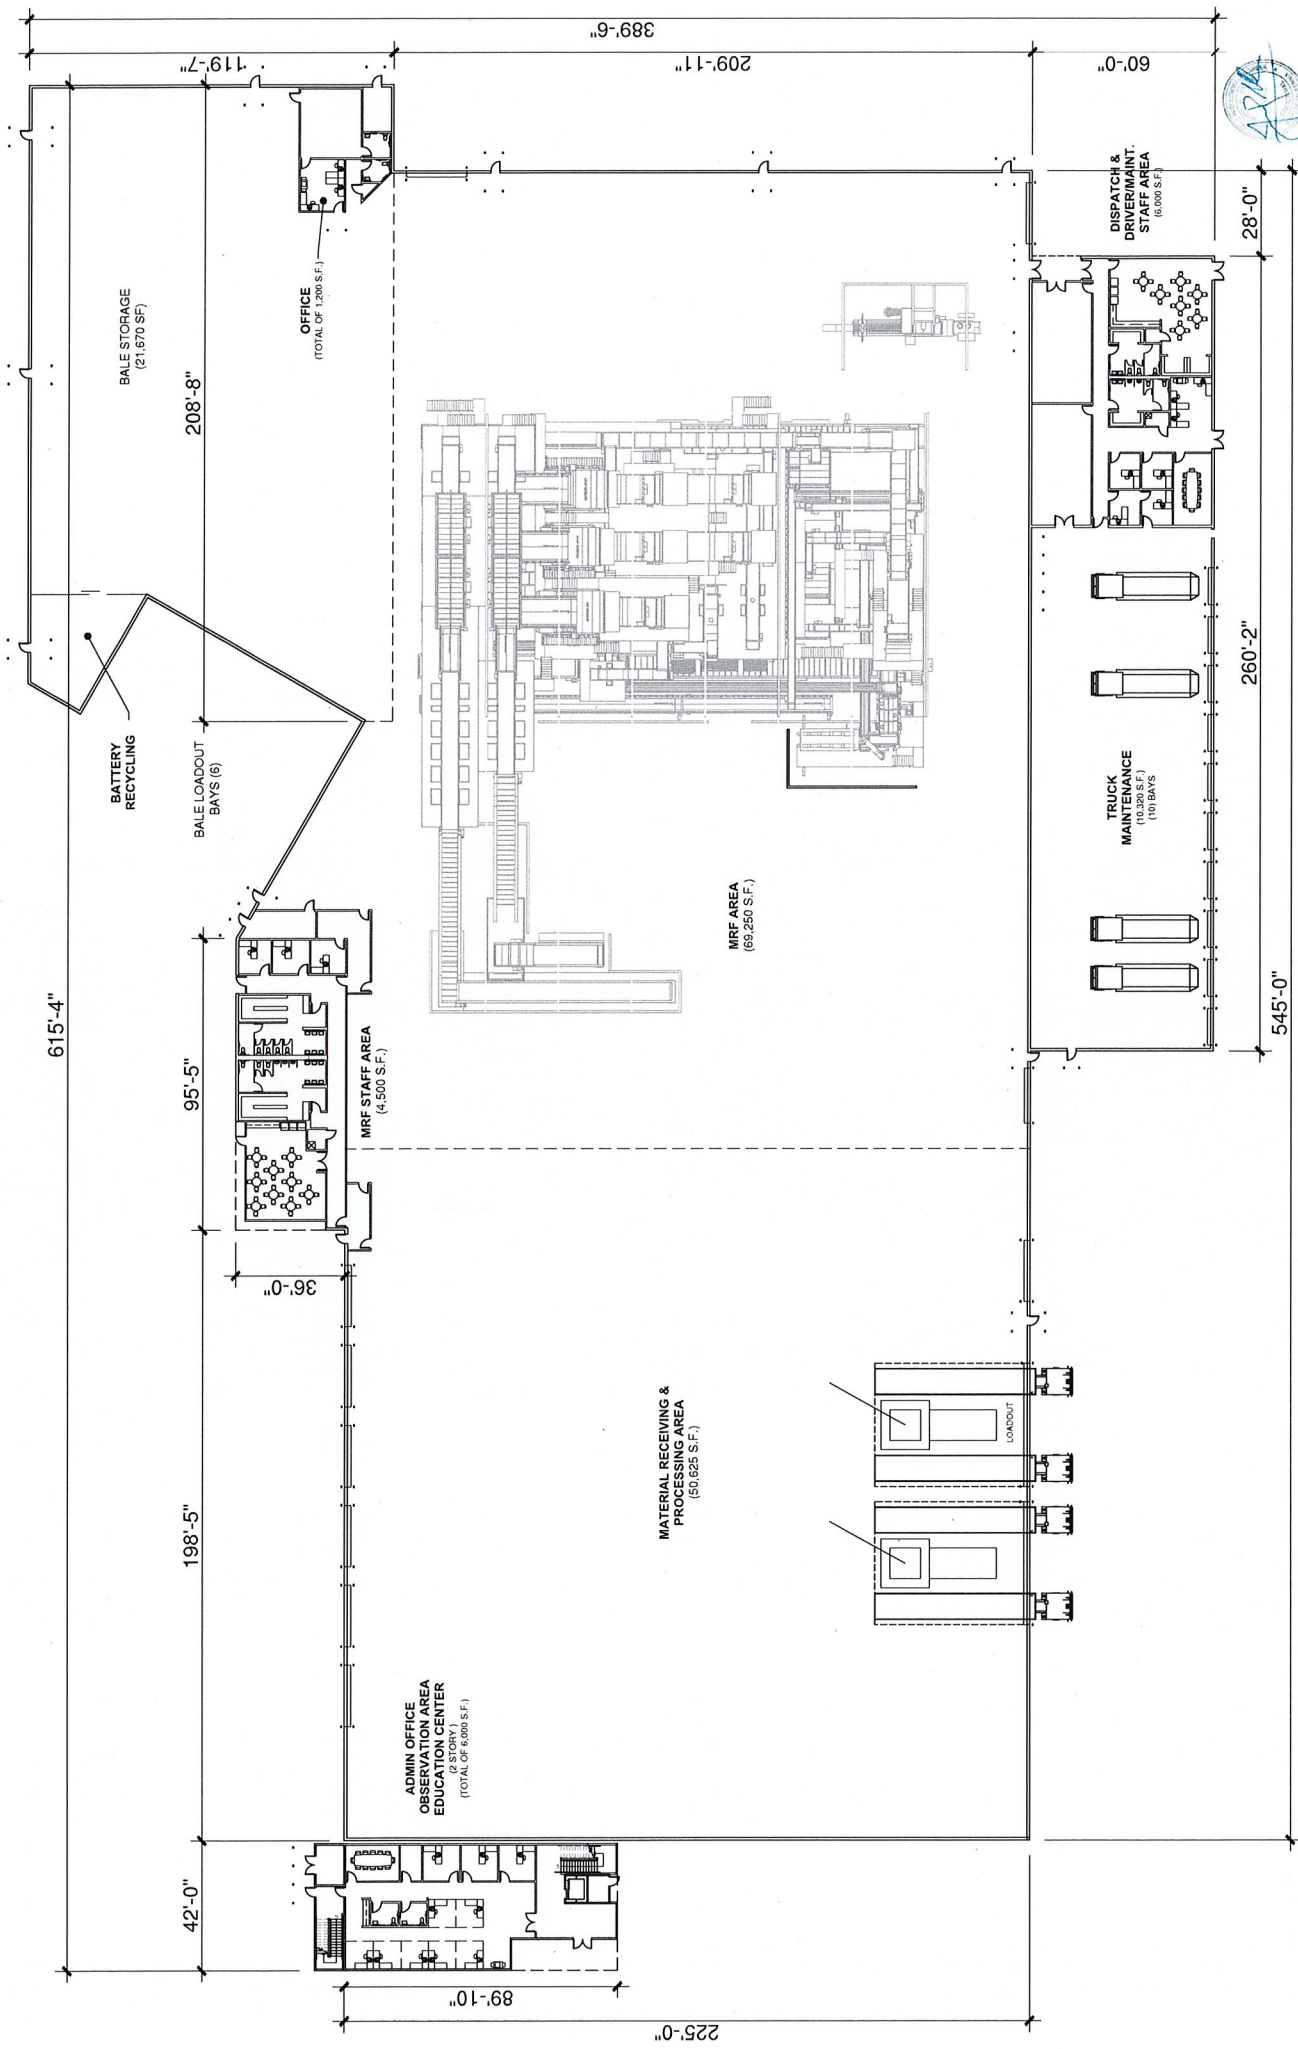 389'-6"
119'-7"
209'-11"
60'-0"
615'-4"
208'-8"
95'-5"
198'-5"
42'-0"
36'-0"
89'-10"
225'-0"
28'-0"
260'-2"
545'-0"
BALE STORAGE
(21,670 SF)
OFFICE
(TOTAL OF 1,200 S.F.)
BATTERY
RECYCLING
BALE LOADOUT
BAYS (6)
MRF STAFF AREA
(4,500 S.F.)
MRF AREA
(69,250 S.F.)
DISPATCH &
DRIVER/MAINT.
STAFF AREA
(6,000 S.F.)
TRUCK
MAINTENANCE
(10,320 S.F.)
(10) BAYS
MATERIAL RECEIVING &
PROCESSING AREA
(50,625 S.F.)
LOADOUT
ADMIN OFFICE
OBSERVATION AREA
EDUCATION CENTER
(2 STORY )
(TOTAL OF 6,000 S.F.)